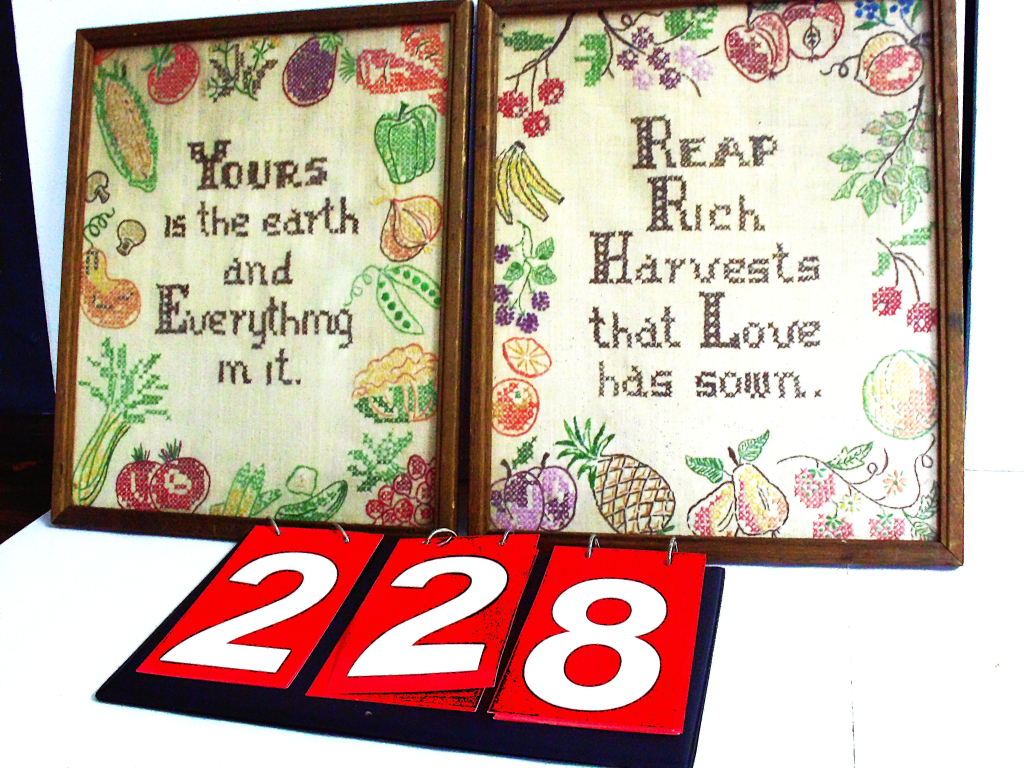 YOURS
is the earth
and
Everything
in it.
REAP
Rich
Harvests
that Love
has sown.
228